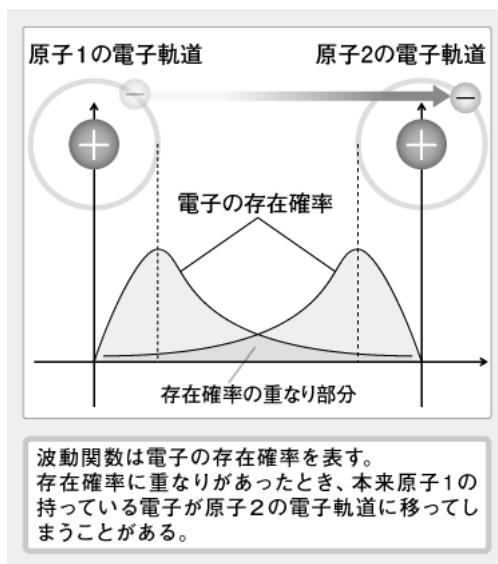 原子1の電子軌道
原子2の電子軌道
電子の存在確率
存在確率の重なり部分
波動関数は電子の存在確率を表す。
存在確率に重なりがあったとき、本来原子1の
持っている電子が原子２の電子軌道に移ってし
まうことがある。